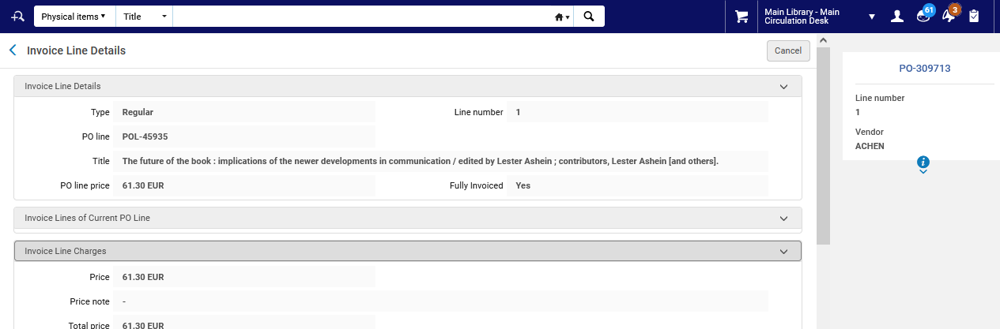 Physical items Title Main Library - Main 61 3
Circulation Desk
Invoice Line Details Cancel
PO-309713
Invoice Line Details
Line number
Type Regular Line number 1
1
PO line POL-45935
Vendor
ACHEN
Title The future of the book : implications of the newer developments in communication / edited by Lester Ashein ; contributors, Lester Ashein [and others].
PO line price 61.30 EUR Fully Invoiced Yes
Invoice Lines of Current PO Line
Invoice Line Charges
Price 61.30 EUR
Price note -
Total price 61.30 EUR